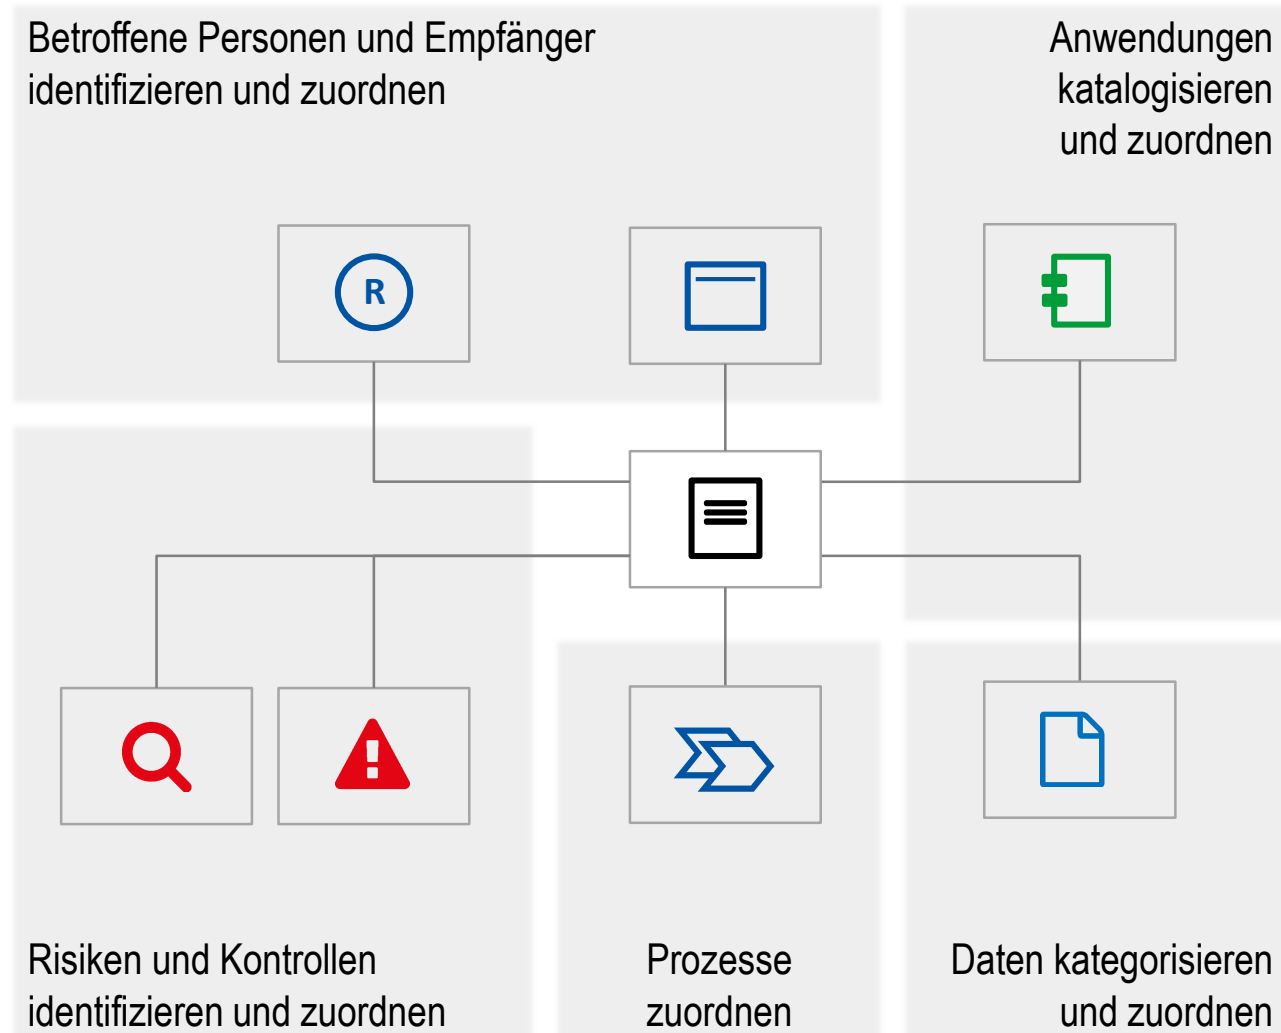 Betroffene Personen und Empfänger
identifizieren und zuordnen
Anwendungen
katalogisieren
und zuordnen
R
Risiken und Kontrollen
identifizieren und zuordnen
Prozesse
zuordnen
Daten kategorisieren
und zuordnen